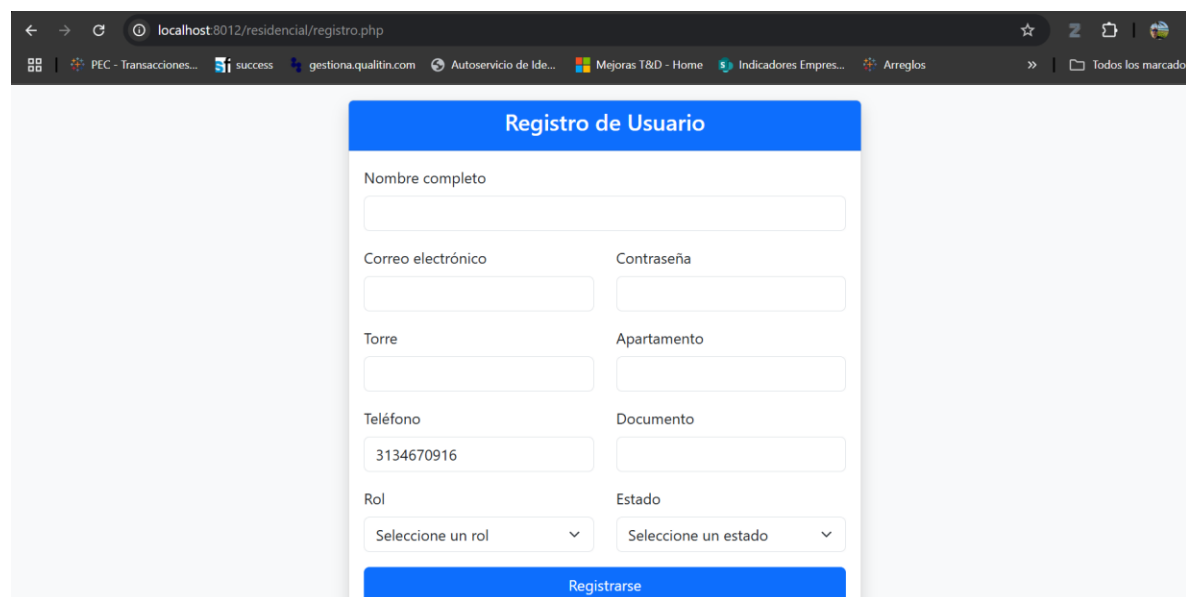 localhost:8012/residencial/registro.php
PEC - Transacciones... success gestiona.qualitin.com Autoservicio de Ide... Mejoras T&D - Home Indicadores Empres... Arreglos » Todos los marcado
Registro de Usuario
Nombre completo
Correo electrónico Contraseña
Torre Apartamento
Teléfono Documento
3134670916
Rol Estado
Seleccione un rol Seleccione un estado
Registrarse